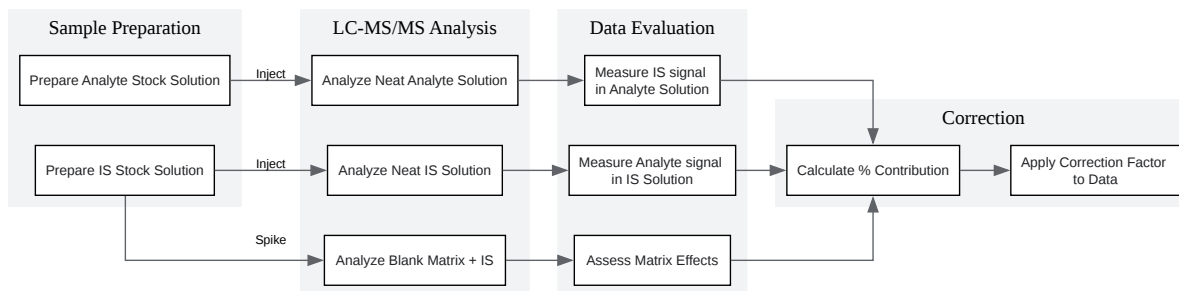 Sample Preparation
LC-MS/MS Analysis
Data Evaluation
Prepare Analyte Stock Solution
Inject
Analyze Neat Analyte Solution
Measure IS signal
in Analyte Solution
Correction
Prepare IS Stock Solution
Inject
Analyze Neat IS Solution
Measure Analyte signal
in IS Solution
Calculate % Contribution
Apply Correction Factor
to Data
Spike
Analyze Blank Matrix + IS
Assess Matrix Effects